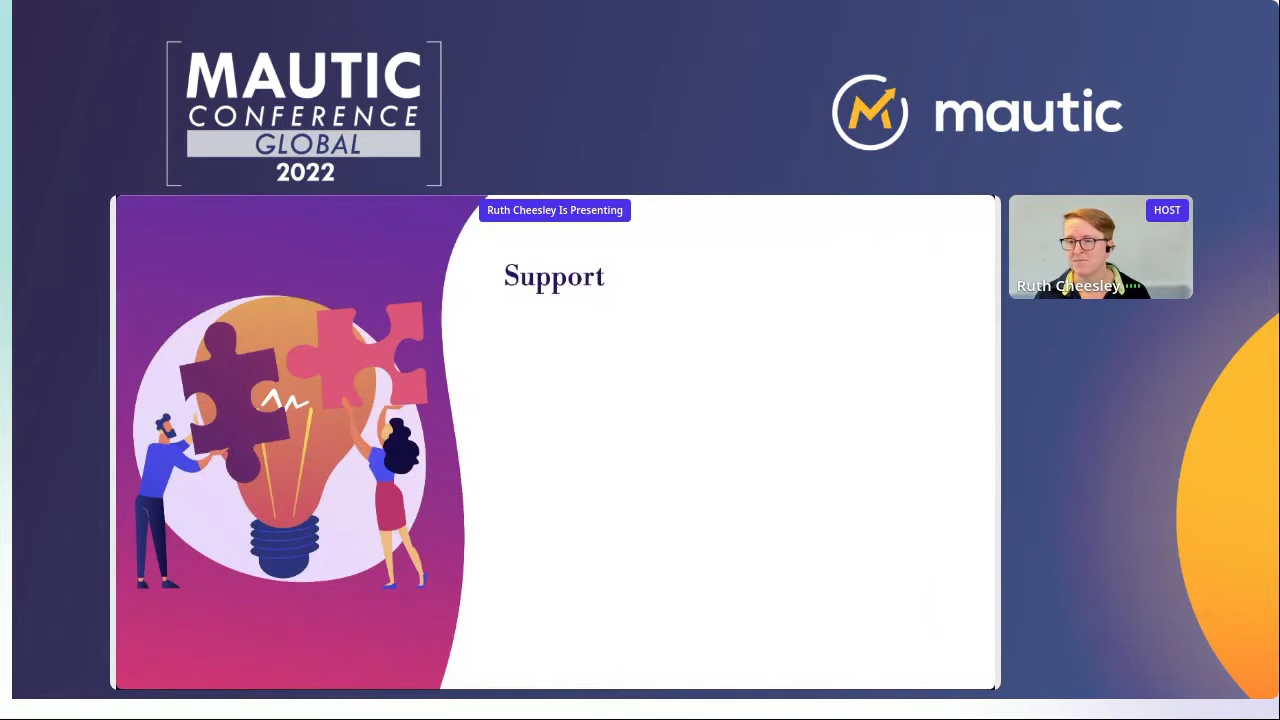 MAUTIC
CONFERENCE
GLOBAL
2022
mautic
Ruth Cheesley Is Presenting
HOST
Support
Ruth Cheesley